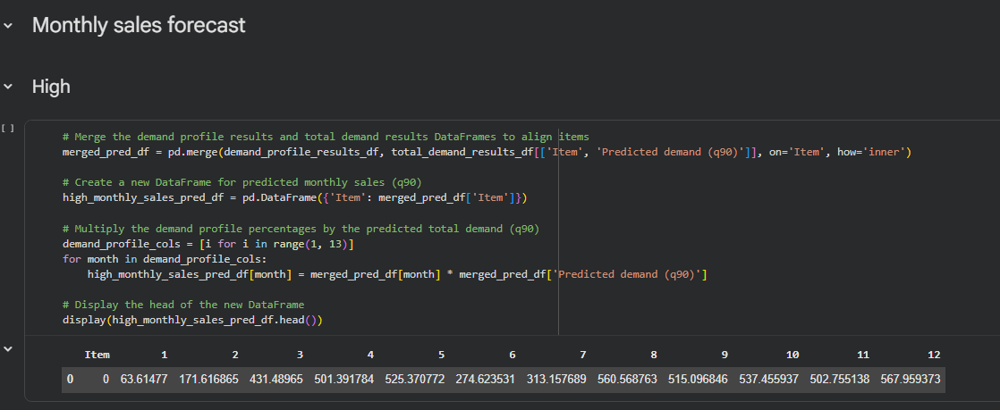 Monthly sales forecast
High
[ ]
# Merge the demand profile results and total demand results DataFrames to align items
merged_pred_df = pd.merge(demand_profile_results_df, total_demand_results_df[['Item', 'Predicted demand (q90)']], on='Item', how='inner')
# Create a new DataFrame for predicted monthly sales (q90)
high_monthly_sales_pred_df = pd.DataFrame({'Item': merged_pred_df['Item']})
# Multiply the demand profile percentages by the predicted total demand (q90)
demand_profile_cols = [i for i in range(1, 13)]
for month in demand_profile_cols:
    high_monthly_sales_pred_df[month] = merged_pred_df[month] * merged_pred_df['Predicted demand (q90)']
# Display the head of the new DataFrame
display(high_monthly_sales_pred_df.head())
Item 1 2 3 4 5 6 7 8 9 10 11 12
0 0 63.61477 171.616865 431.48965 501.391784 525.370772 274.623531 313.157689 560.568763 515.096846 537.455937 502.755138 567.959373